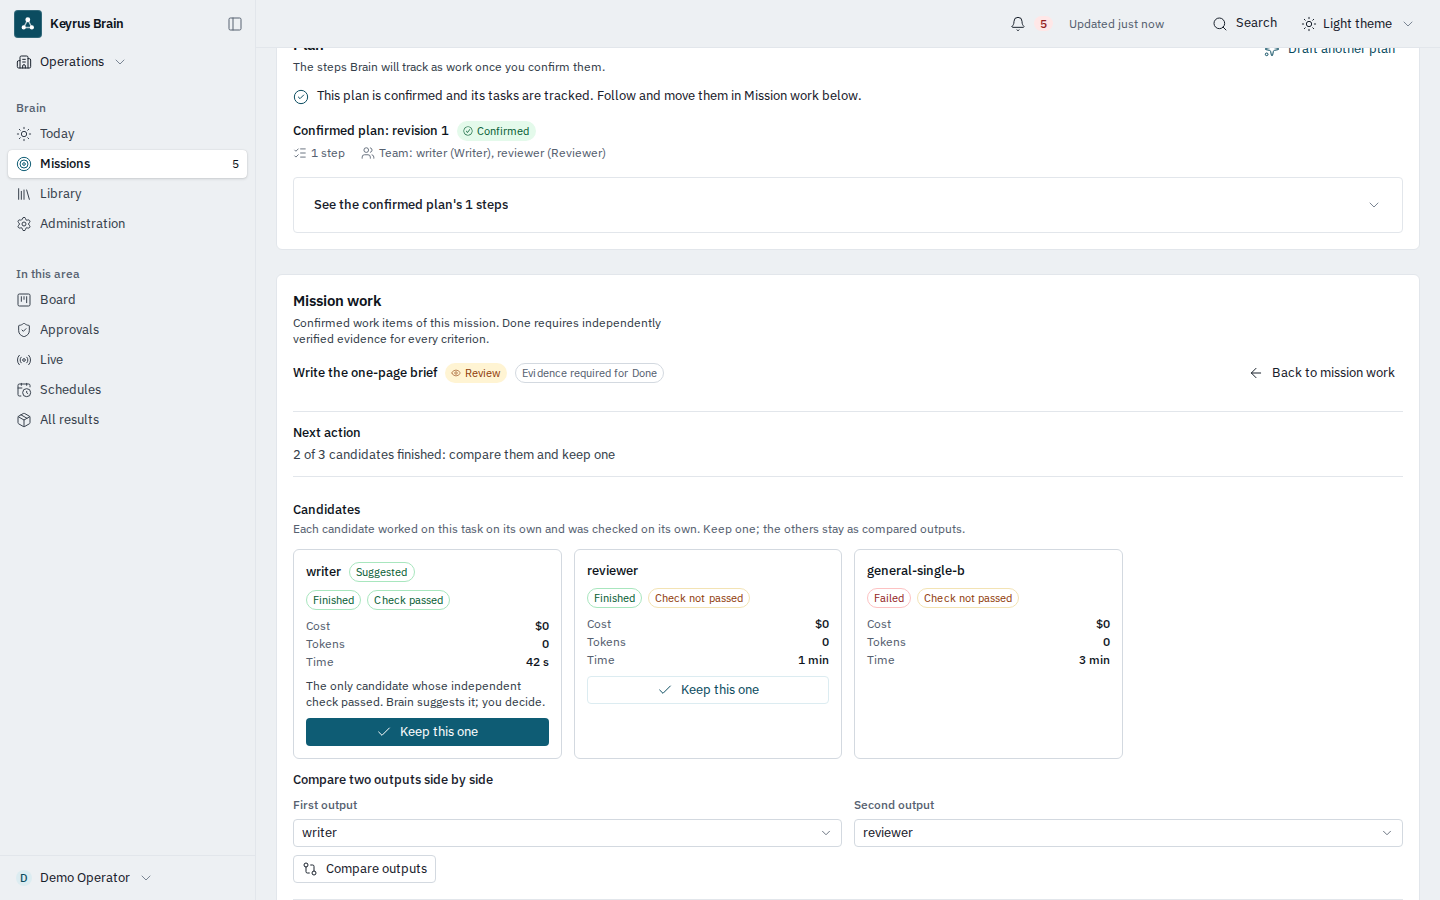 Keyrus Brain
5
Updated just now
Search
Light theme
Operations
Brain
Today
Missions
5
Library
Administration
In this area
Board
Approvals
Live
Schedules
All results
D
Demo Operator
Plan
Draft another plan
The steps Brain will track as work once you confirm them.
This plan is confirmed and its tasks are tracked. Follow and move them in Mission work below.
Confirmed plan: revision 1
Confirmed
1 step
Team: writer (Writer), reviewer (Reviewer)
See the confirmed plan's 1 steps
Mission work
Confirmed work items of this mission. Done requires independently
verified evidence for every criterion.
Write the one-page brief
Review
Evidence required for Done
Back to mission work
Next action
2 of 3 candidates finished: compare them and keep one
Candidates
Each candidate worked on this task on its own and was checked on its own. Keep one; the others stay as compared outputs.
writer
Suggested
Finished
Check passed
Cost
$0
Tokens
0
Time
42 s
The only candidate whose independent
check passed. Brain suggests it; you decide.
Keep this one
reviewer
Finished
Check not passed
Cost
$0
Tokens
0
Time
1 min
Keep this one
general-single-b
Failed
Check not passed
Cost
$0
Tokens
0
Time
3 min
Compare two outputs side by side
First output
writer
Second output
reviewer
Compare outputs